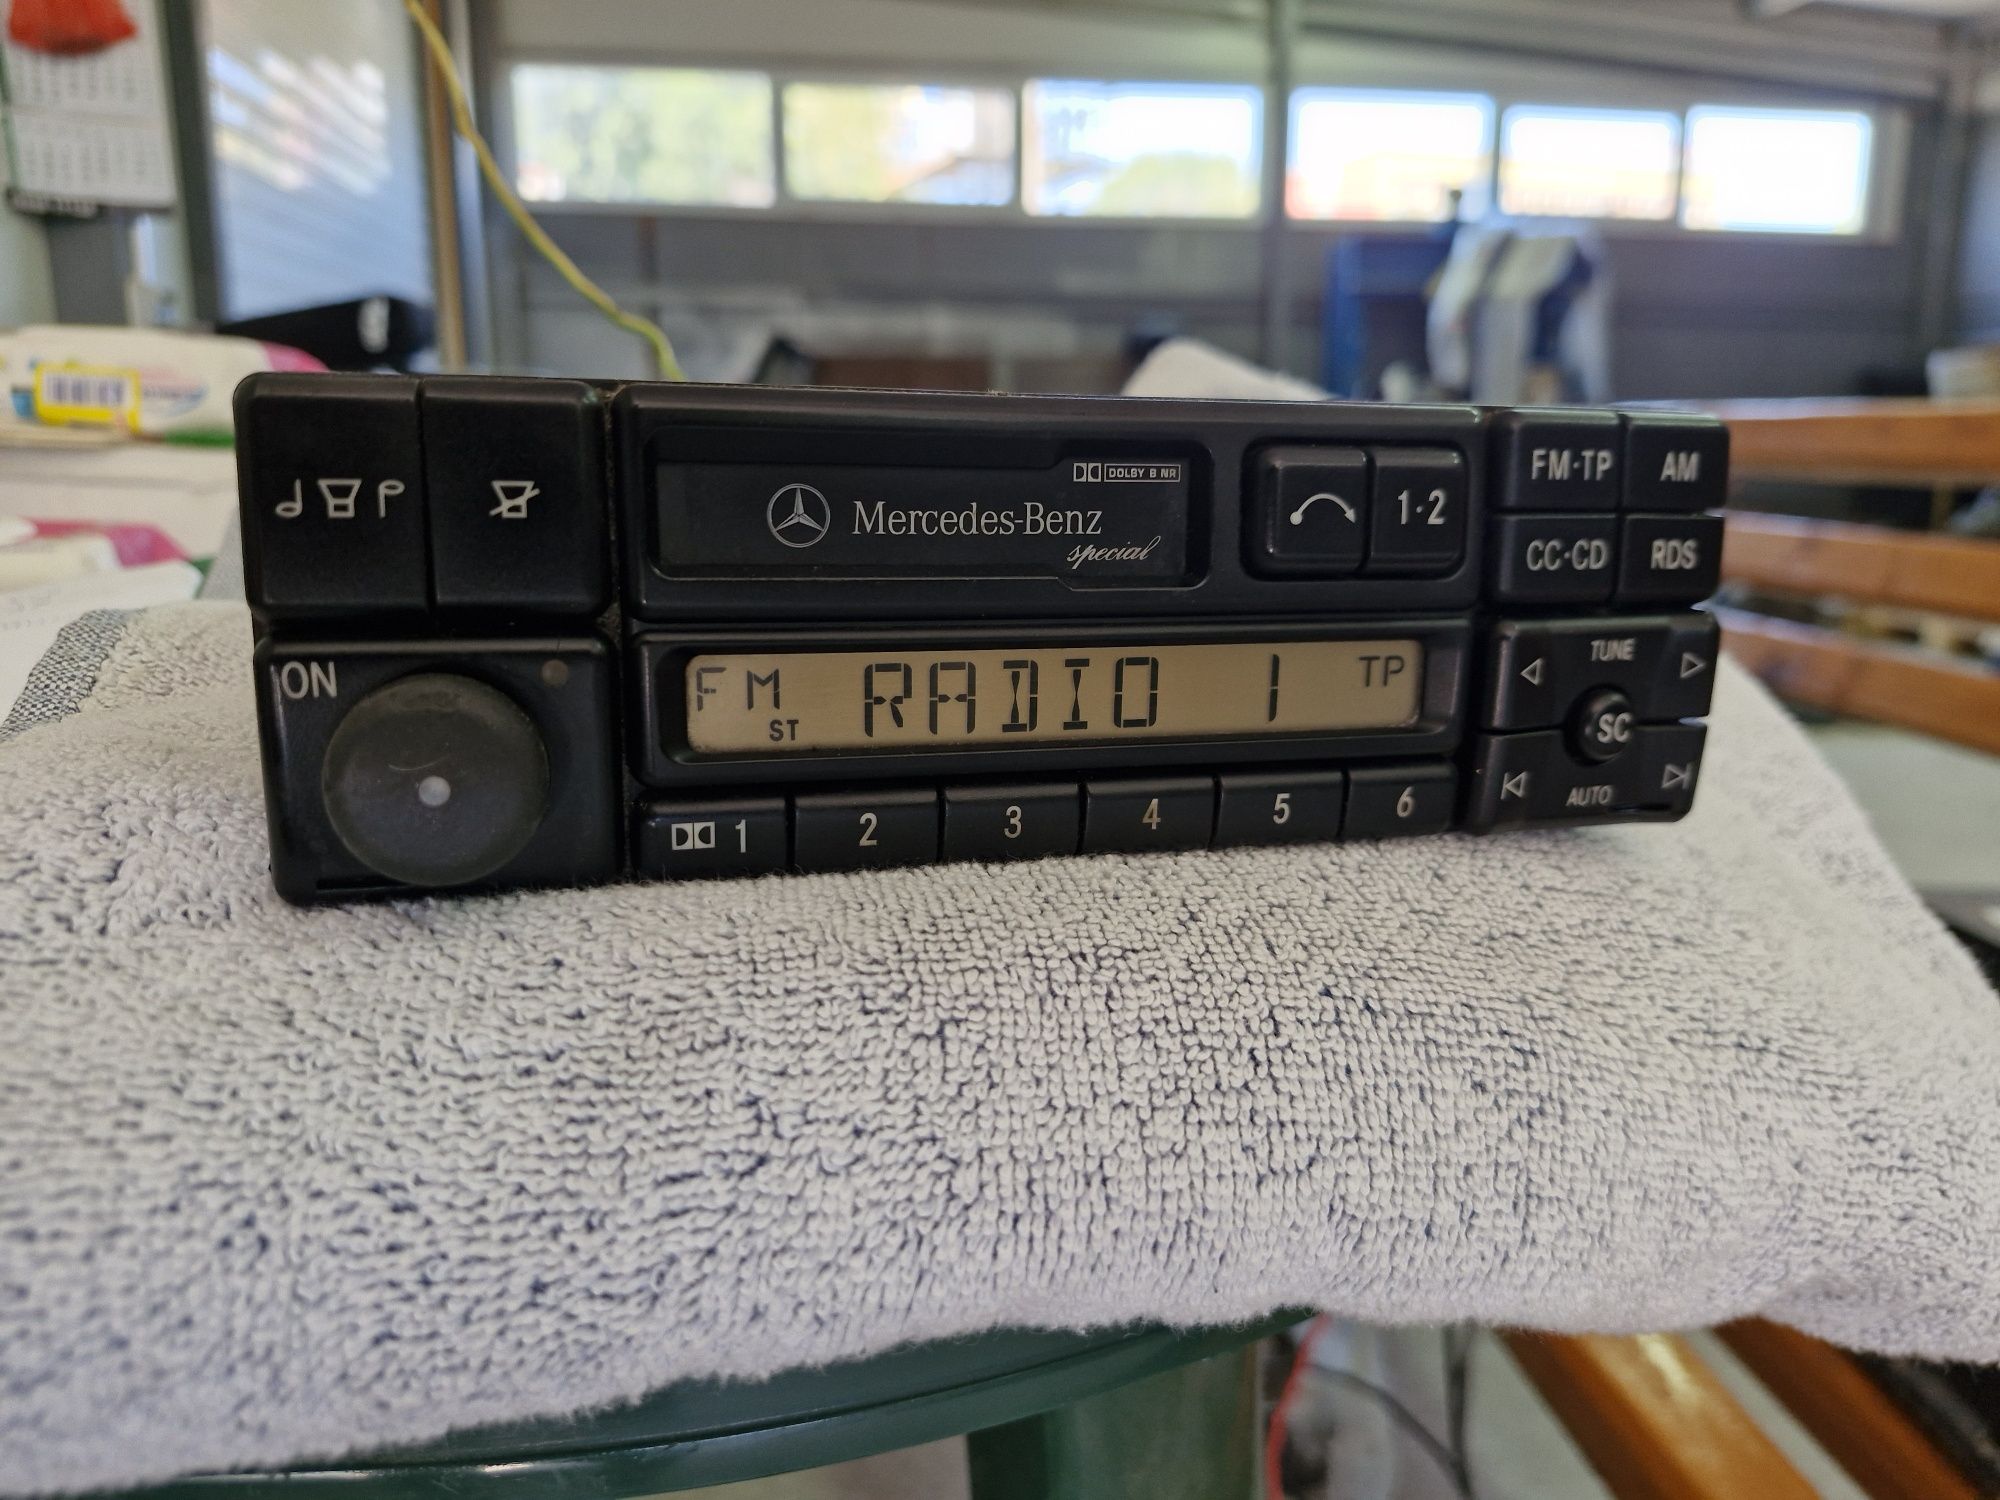 DOLBY B NR
Mercedes-Benz
special
1·2
FM·TP
AM
CC·CD
RDS
ON
FM
ST
RADIO 1
TP
TUNE
SC
AUTO
1
2
3
4
5
6